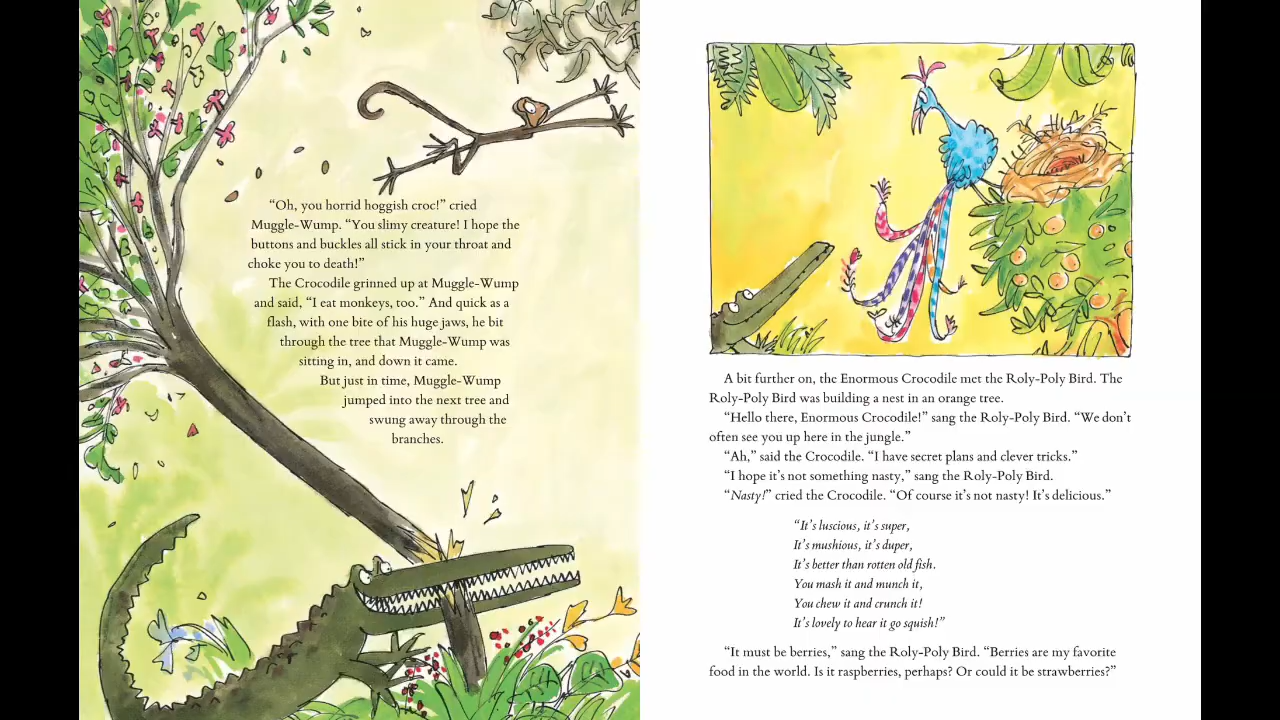 “Oh, you horrid hoggish croc!” cried
Muggle-Wump. “You slimy creature! I hope the
buttons and buckles all stick in your throat and
choke you to death!”
The Crocodile grinned up at Muggle-Wump
and said, “I eat monkeys, too.” And quick as a
flash, with one bite of his huge jaws, he bit
through the tree that Muggle-Wump was
sitting in, and down it came.
But just in time, Muggle-Wump
jumped into the next tree and
swung away through the
branches.
A bit further on, the Enormous Crocodile met the Roly-Poly Bird. The
Roly-Poly Bird was building a nest in an orange tree.
“Hello there, Enormous Crocodile!” sang the Roly-Poly Bird. “We don’t
often see you up here in the jungle.”
“Ah,” said the Crocodile. “I have secret plans and clever tricks.”
“I hope it’s not something nasty,” sang the Roly-Poly Bird.
“Nasty!” cried the Crocodile. “Of course it’s not nasty! It’s delicious.”
“It’s luscious, it’s super,
It’s mushious, it’s duper,
It’s better than rotten old fish.
You mash it and munch it,
You chew it and crunch it!
It’s lovely to hear it go squish!”
“It must be berries,” sang the Roly-Poly Bird. “Berries are my favorite
food in the world. Is it raspberries, perhaps? Or could it be strawberries?”